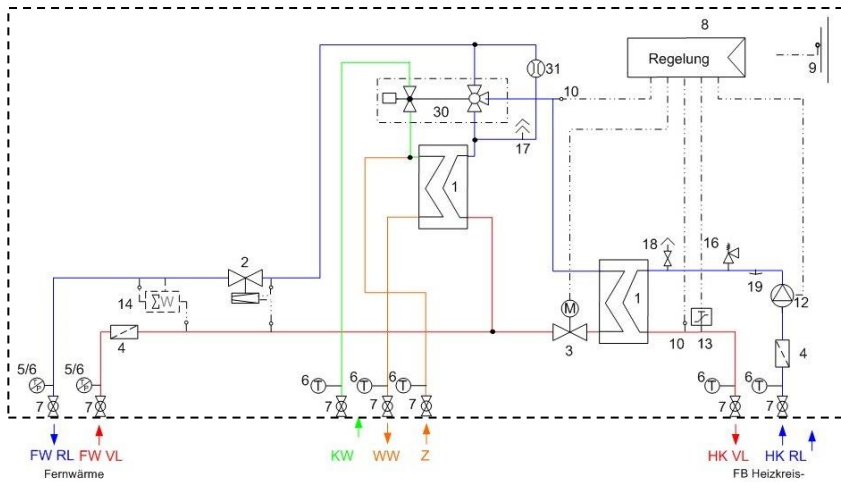 8
Regelung
9
31
10
30
17
1
2
18
16
1
19
12
14
ΣW
M
4
3
10
13
4
5/6
5/6
6 T
6 T
6 T
6 T
6 T
7
7
7
7
7
7
7
FW RL
FW VL
KW
WW
Z
HK VL
HK RL
Fernwärme
FB Heizkreis-